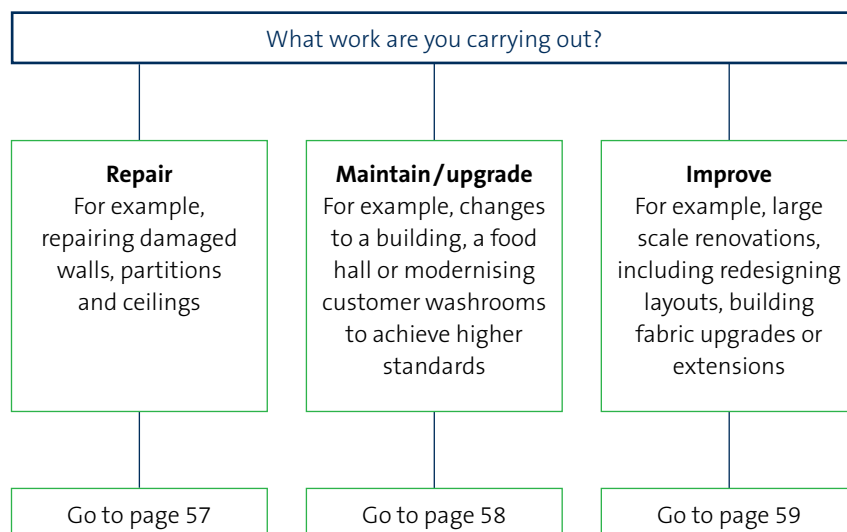 What work are you carrying out?
Repair
For example,
repairing damaged
walls, partitions
and ceilings
Maintain/upgrade
For example, changes
to a building, a food
hall or modernising
customer washrooms
to achieve higher
standards
Improve
For example, large
scale renovations,
including redesigning
layouts, building
fabric upgrades or
extensions
Go to page 57
Go to page 58
Go to page 59